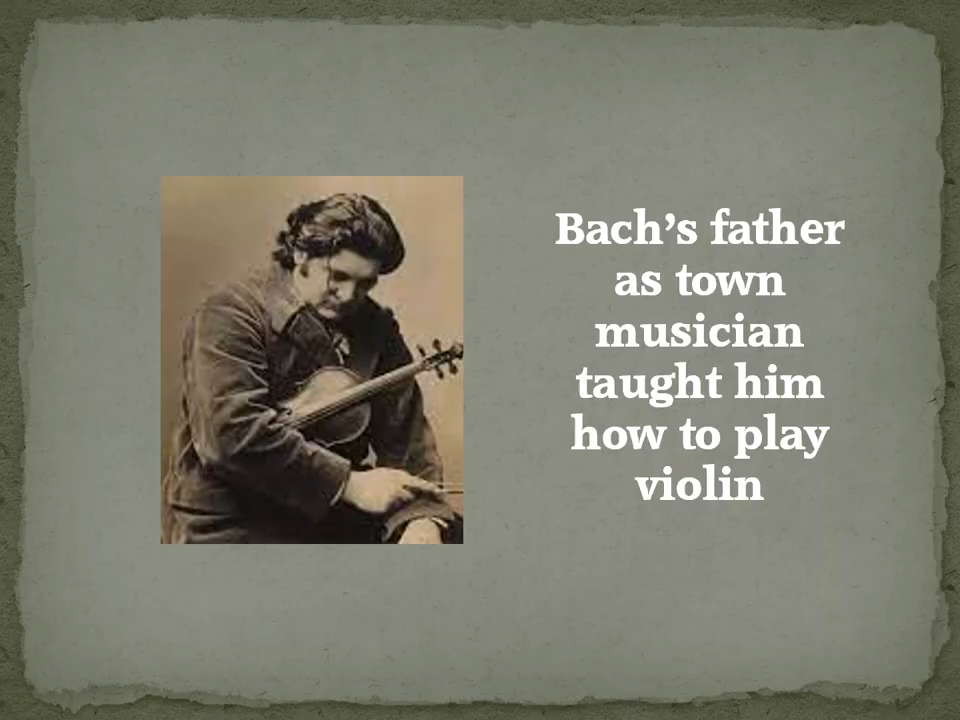 Bach’s father
as town
musician
taught him
how to play
violin